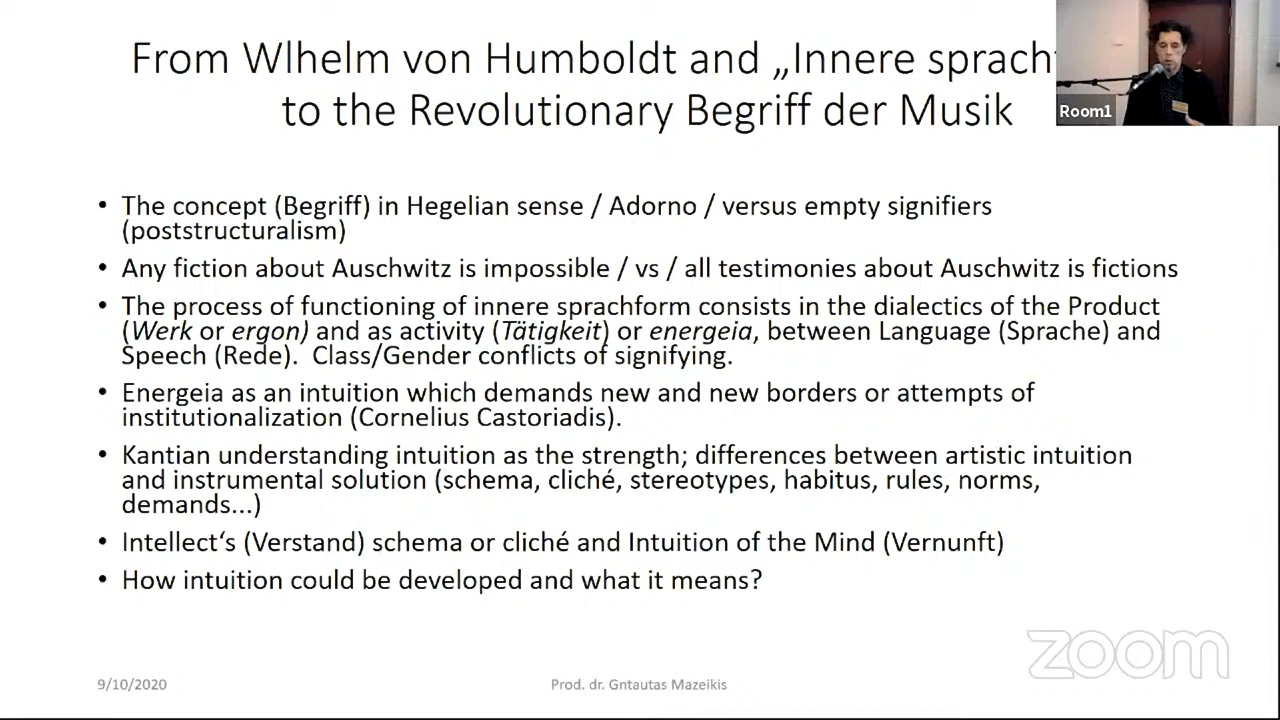 From Wlhelm von Humboldt and „Innere sprach
to the Revolutionary Begriff der Musik
Room1
• The concept (Begriff) in Hegelian sense / Adorno / versus empty signifiers
(poststructuralism)
• Any fiction about Auschwitz is impossible / vs / all testimonies about Auschwitz is fictions
• The process of functioning of innere sprachform consists in the dialectics of the Product
(Werk or ergon) and as activity (Tätigkeit) or energeia, between Language (Sprache) and
Speech (Rede). Class/Gender conflicts of signifying.
• Energeia as an intuition which demands new and new borders or attempts of
institutionalization (Cornelius Castoriadis).
• Kantian understanding intuition as the strength; differences between artistic intuition
and instrumental solution (schema, cliché, stereotypes, habitus, rules, norms,
demands...)
• Intellect‘s (Verstand) schema or cliché and Intuition of the Mind (Vernunft)
• How intuition could be developed and what it means?
zoom
9/10/2020
Prod. dr. Gntautas Mazeikis